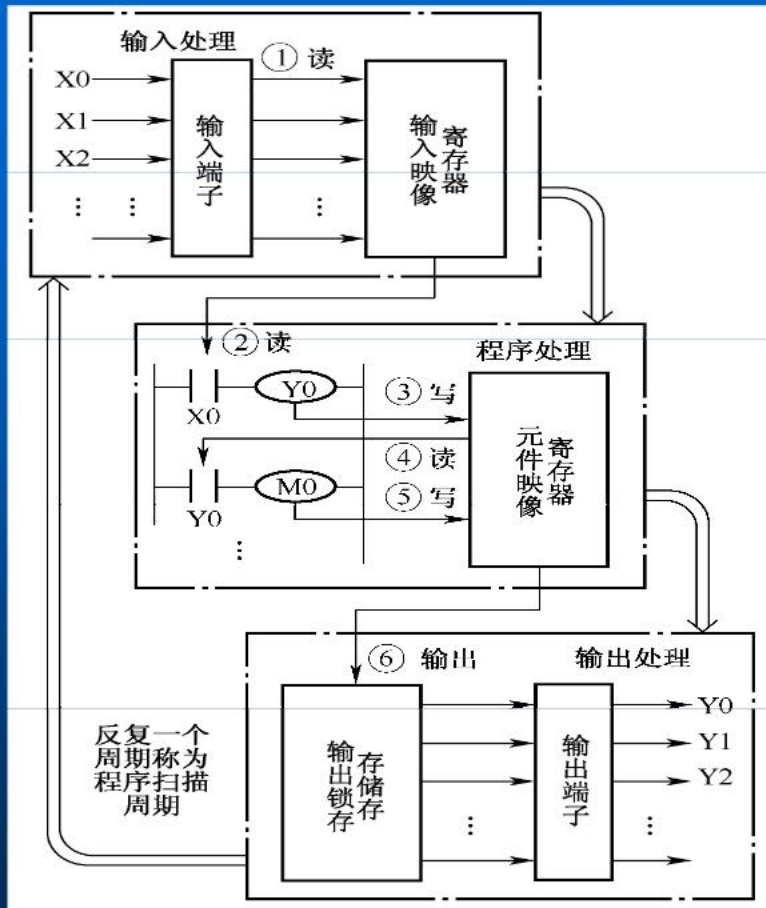 输入处理
① 读
X0
X1
X2
⋮ ⋮ ⋮
输入端子
输入映像
寄存器
② 读
程序处理
X0
Y0
③ 写
④ 读
Y0
M0
⑤ 写
⋮
元件映像
寄存器
⑥ 输出
输出处理
输出锁存
存储存
输出端子
Y0
Y1
Y2
⋮ ⋮
反复一个
周期称为
程序扫描
周期